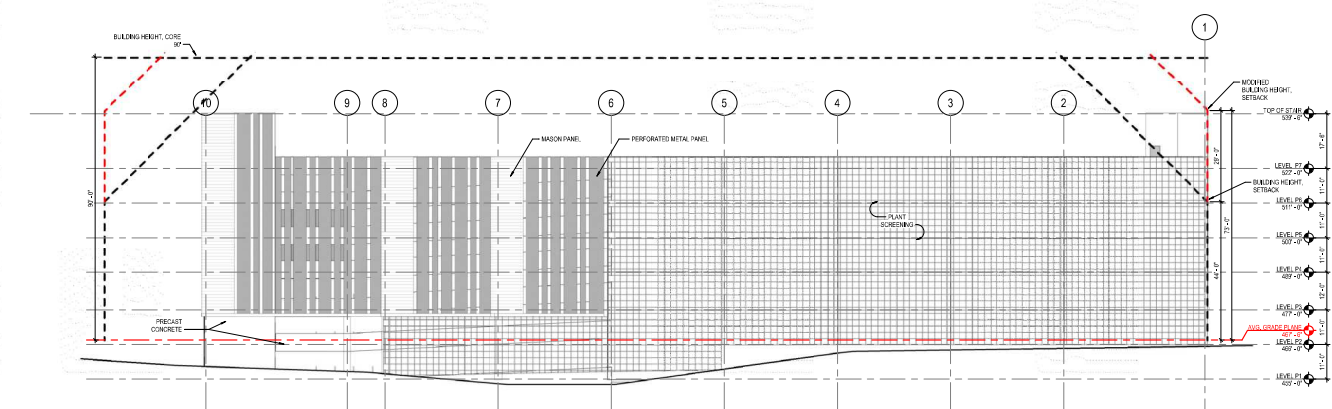 1
BUILDING HEIGHT, CORE
90'
MODIFIED
BUILDING HEIGHT,
SETBACK
10
9
8
7
6
5
4
3
2
TOP OF STAIR
539' - 6"
17'- 6"
MASON PANEL
PERFORATED METAL PANEL
28'- 0"
LEVEL P7
522' - 0"
11'- 0"
BUILDING HEIGHT,
SETBACK
90'- 0"
LEVEL P6
511' - 0"
PLANT
SCREENING
73'- 0"
11'- 0"
LEVEL P5
500' - 0"
11'- 0"
44'- 0"
LEVEL P4
489' - 0"
12'- 0"
LEVEL P3
477' - 0"
PRECAST
CONCRETE
11'- 0"
AVG. GRADE PLANE
LEVEL P2
466' - 0"
11'- 0"
LEVEL P1
455' - 0"